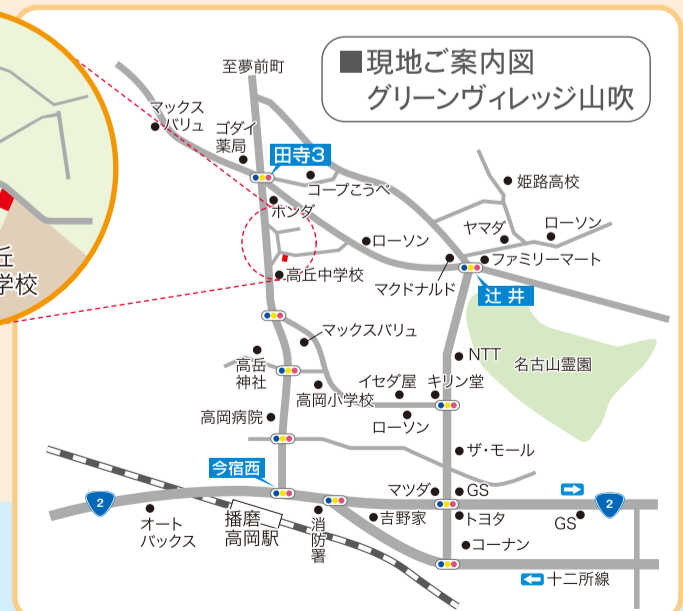 ■現地ご案内図
グリーンヴィレッジ山吹
至夢前町
マックス
バリュ
ゴダイ
薬局
田寺3
コープこうべ
ホンダ
姫路高校
ヤマダ
ローソン
ローソン
ファミリーマート
マクドナルド
辻井
高丘中学校
丘
学校
マックスバリュ
高岳
神社
高岡小学校
イセダ屋
キリン堂
NTT
名古山霊園
高岡病院
ローソン
ザ・モール
今宿西
マツダ
GS
2
2
オート
バックス
播磨
高岡駅
消防署
吉野家
トヨタ
GS
コーナン
十二所線